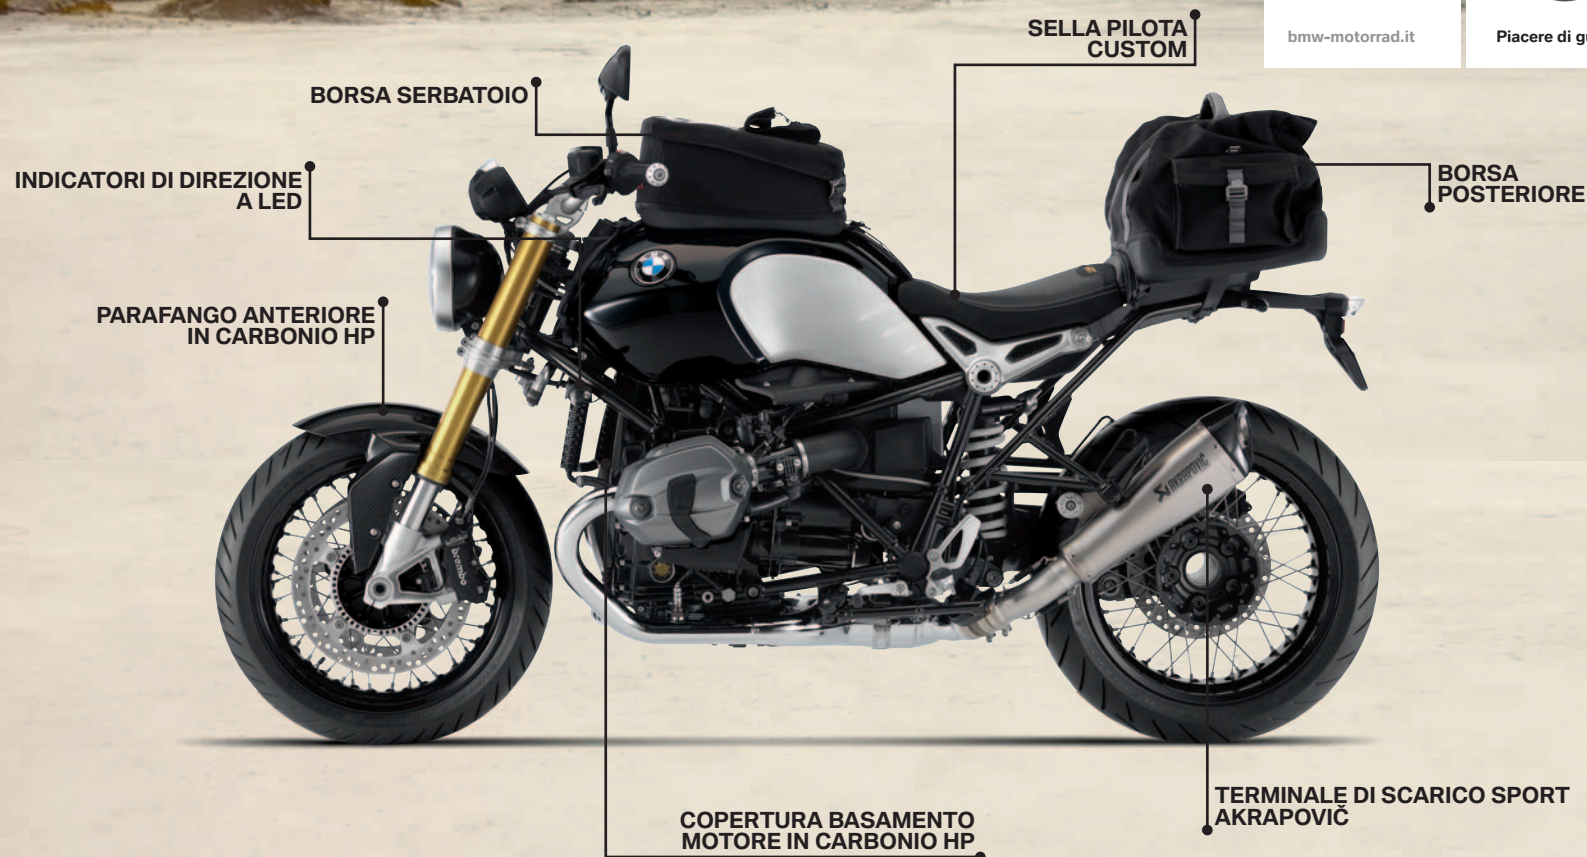 SELLA PILOTA
CUSTOM
bmw-motorrad.it
Piacere di
BORSA SERBATOIO
INDICATORI DI DIREZIONE
A LED
BORSA
POSTERIORE
PARAFANGO ANTERIORE
IN CARBONIO HP
AKRAPOVIČ
brembo
TERMINALE DI SCARICO SPORT
AKRAPOVIČ
COPERTURA BASAMENTO
MOTORE IN CARBONIO HP